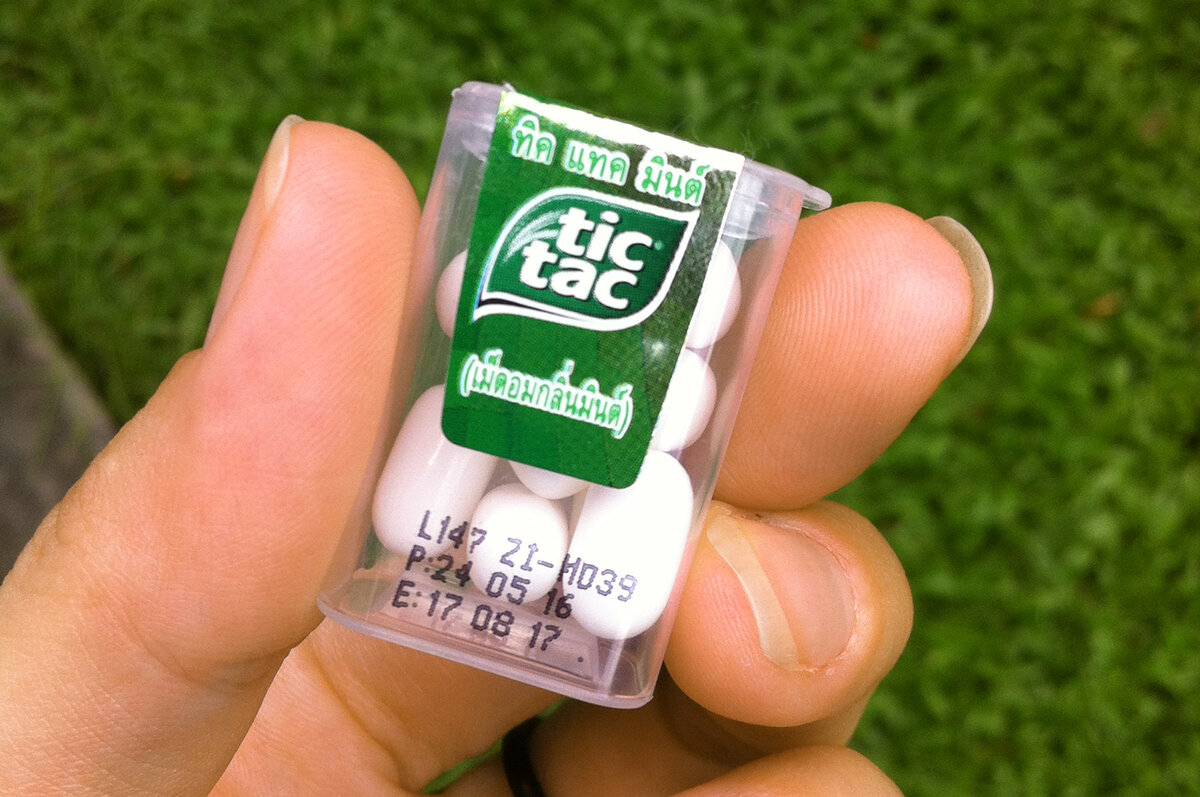 ทิค แทค มินต์
tic
tac
(เม็ดอมกลิ่นมินต์)
L147 Z1-HD39
P:24 05 16
E:17 08 17